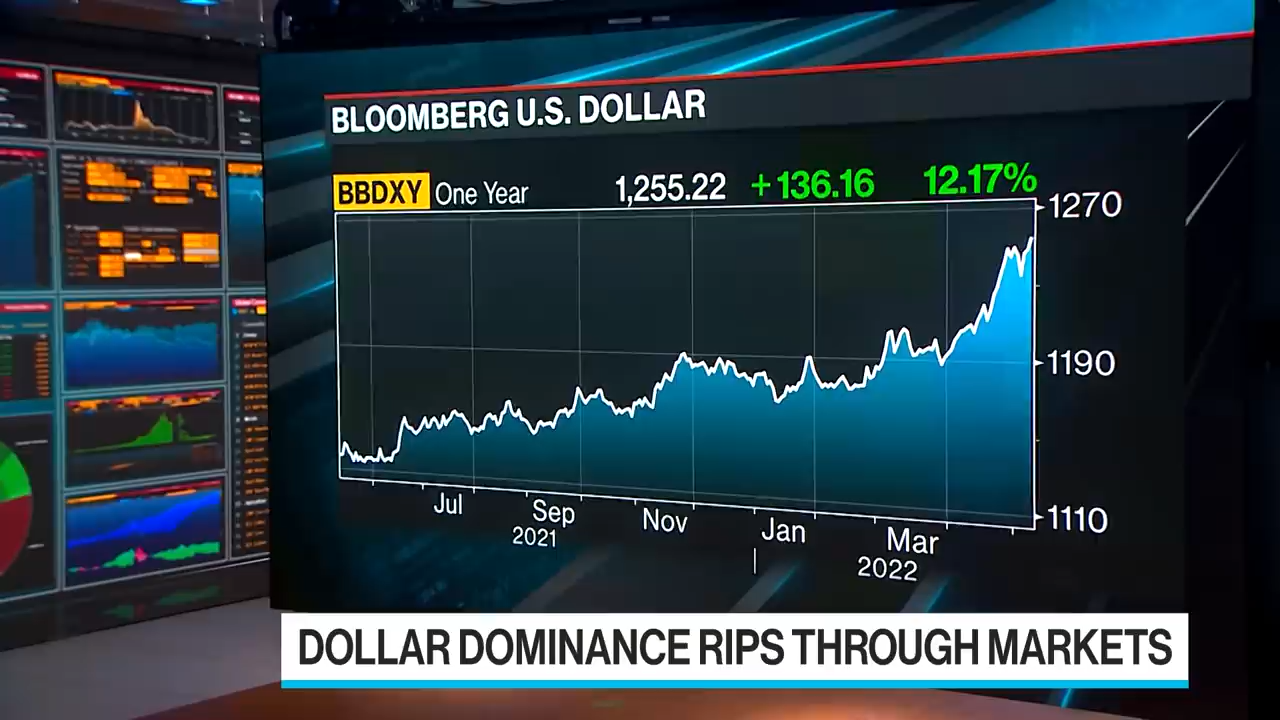 BLOOMBERG U.S. DOLLAR
BBDXY One Year 1,255.22 +136.16 12.17%
1270
1190
1110
Jul Sep Nov Jan Mar
2021 2022
DOLLAR DOMINANCE RIPS THROUGH MARKETS